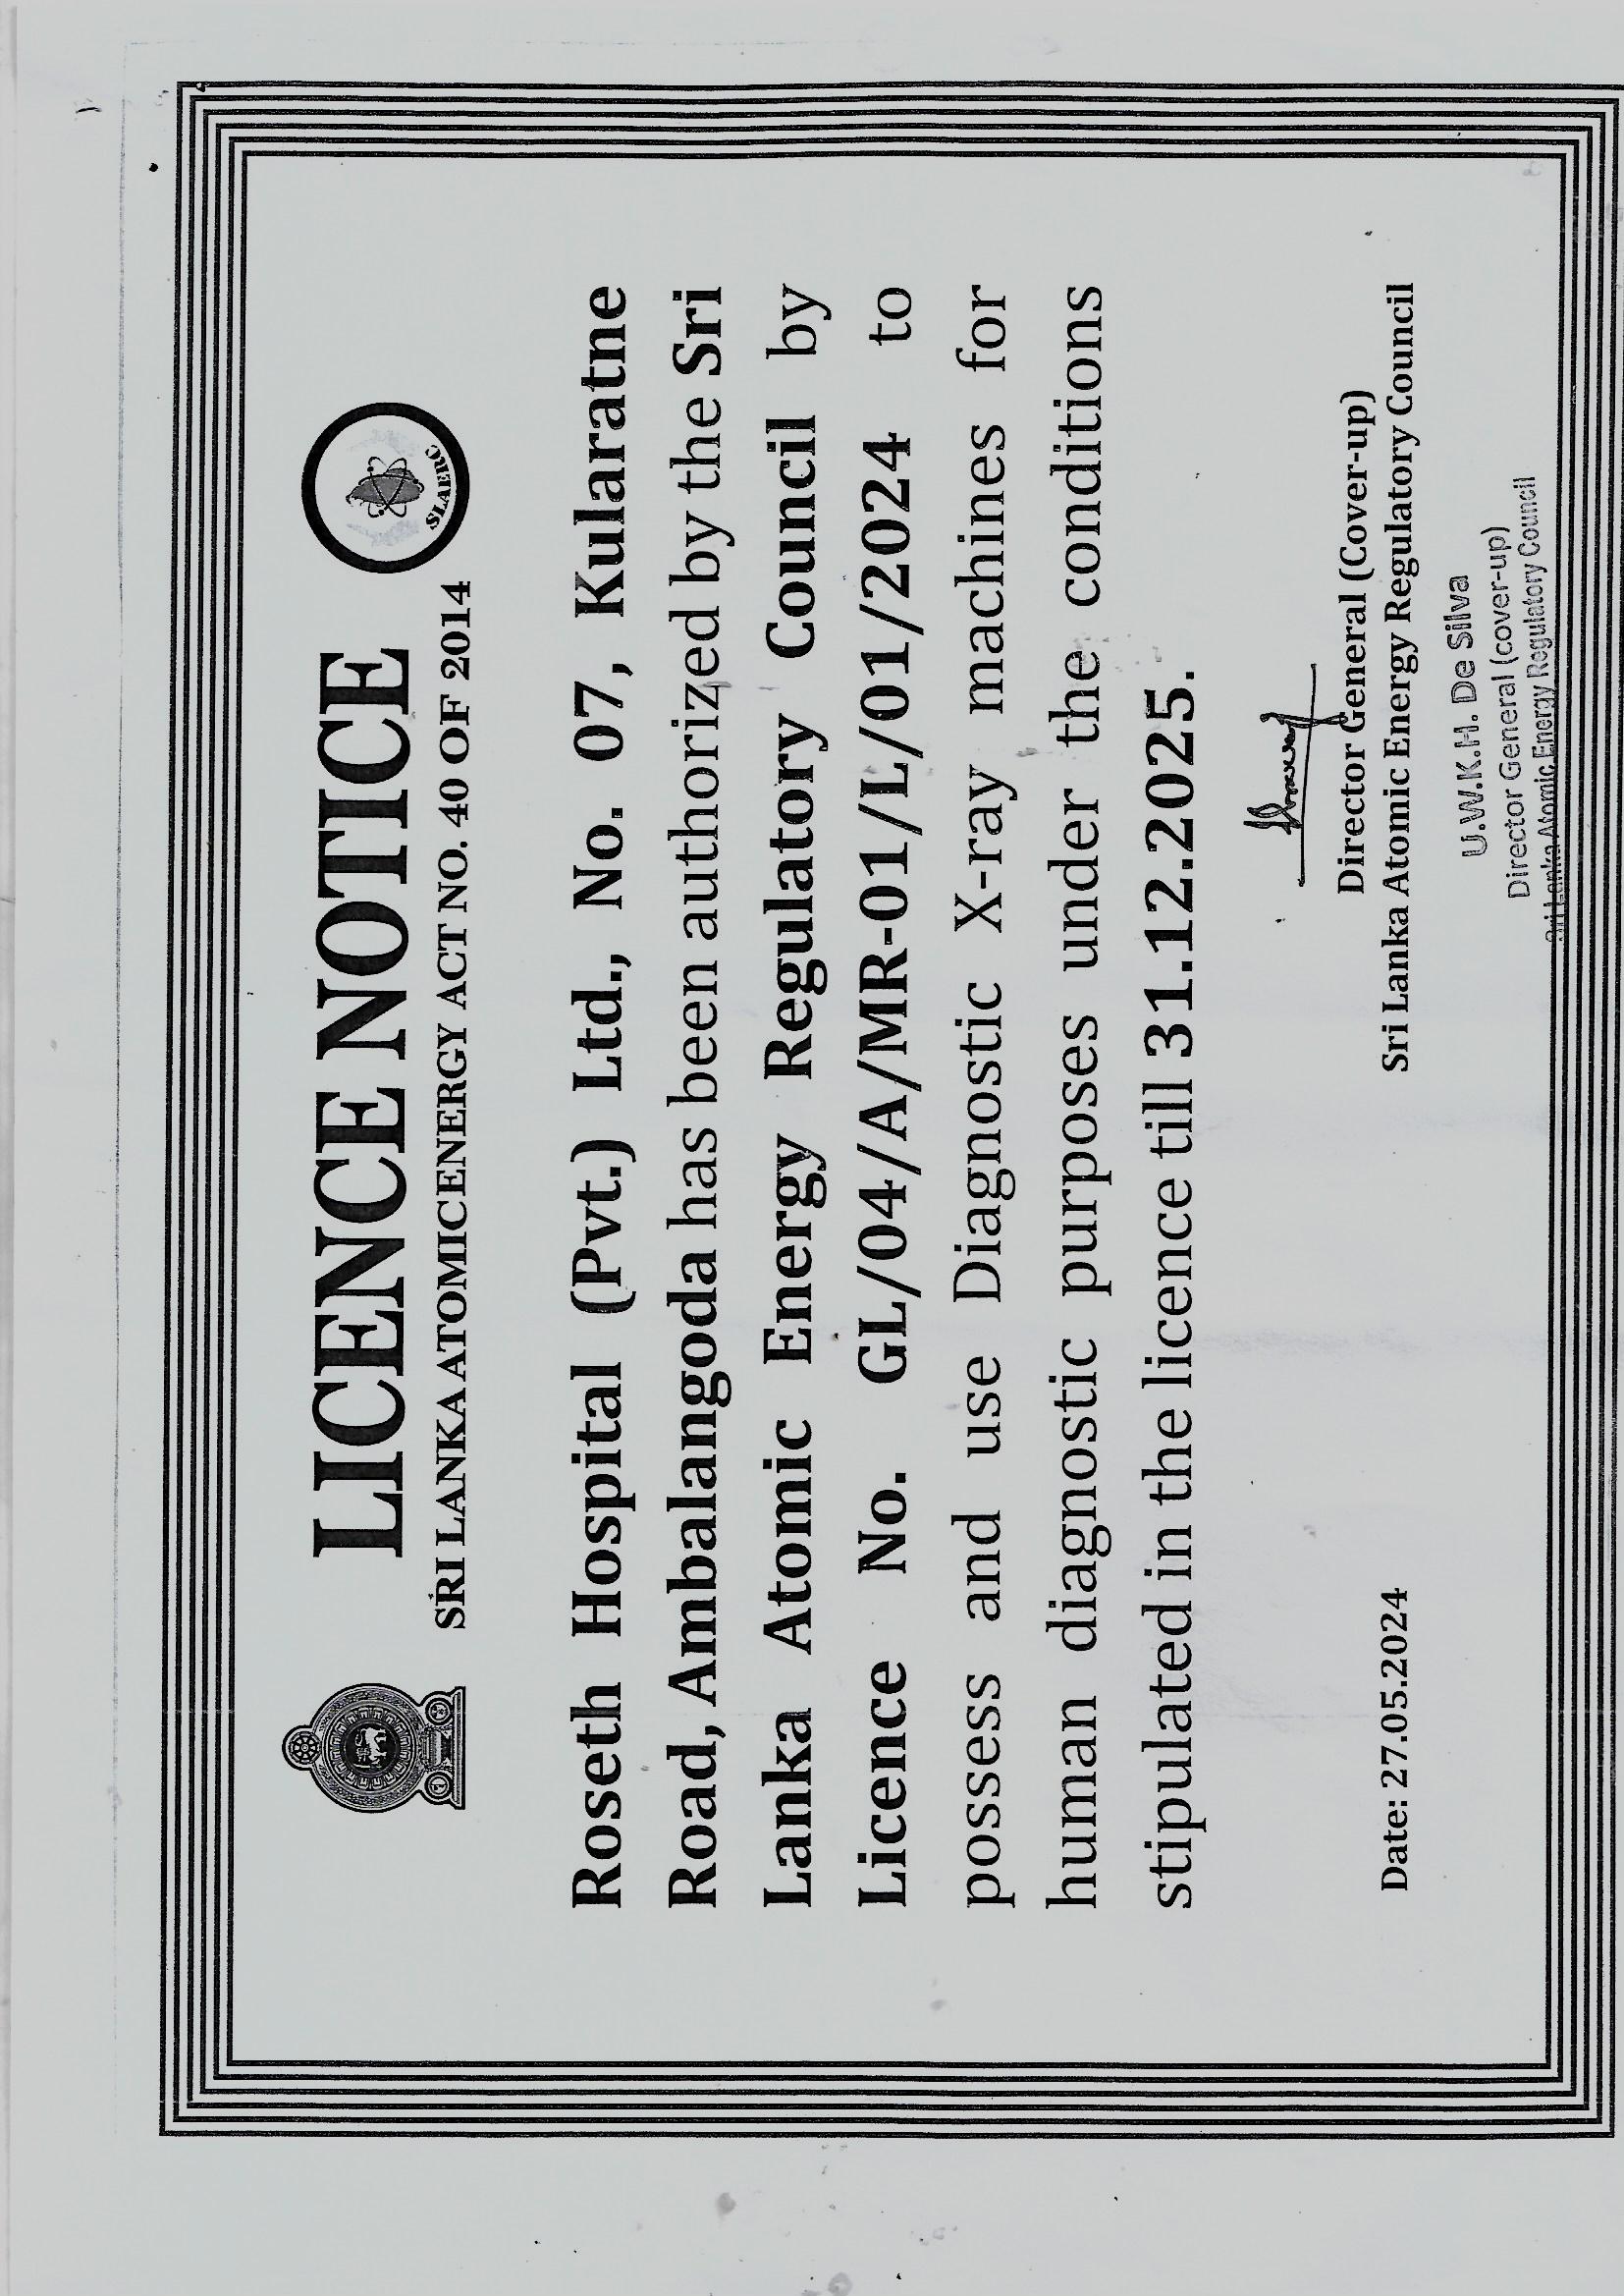 LICENCE NOTICE
SRI LANKA ATOMICENERGY ACT NO. 40 OF 2014
SLAERC
Roseth Hospital (Pvt.) Ltd., No. 07, Kularatne
Road, Ambalangoda has been authorized by the Sri
Lanka Atomic Energy Regulatory Council by
Licence No. GL/04/A/MR-01/L/01/2024 to
possess and use Diagnostic X-ray machines for
human diagnostic purposes under the conditions
stipulated in the licence till 31.12.2025.
Director General (Cover-up)
Date: 27.05.2024
Sri Lanka Atomic Energy Regulatory Council
U.W.K.H. De Silva
Director General (cover-up)
Sri Lanka Atomic Energy Regulatory Council